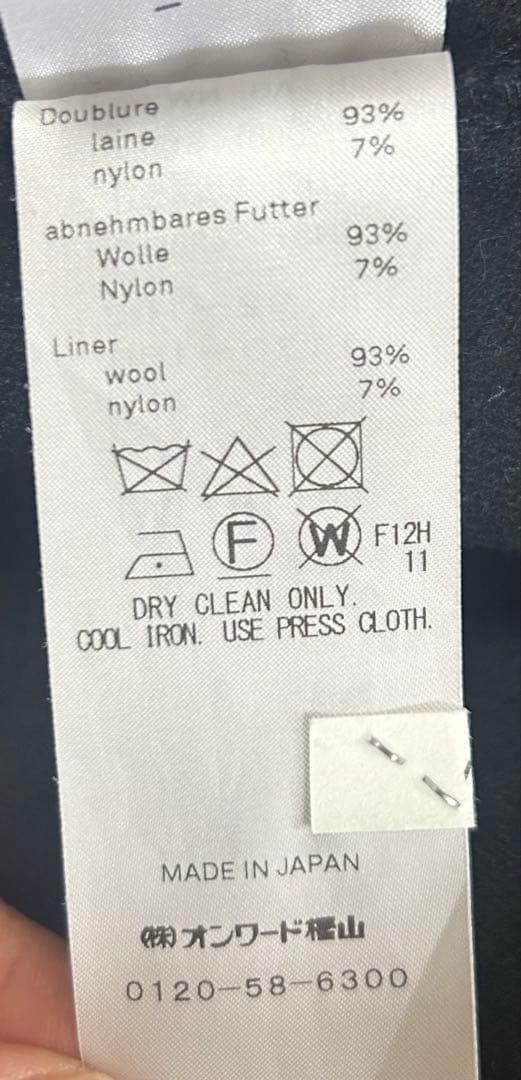 Doublure
laine 93%
nylon 7%
abnehmbares Futter
Wolle 93%
Nylon 7%
Liner
wool 93%
nylon 7%
F W F12H
11
DRY CLEAN ONLY.
COOL IRON. USE PRESS CLOTH.
MADE IN JAPAN
㈱オンワード樫山
0120-58-6300